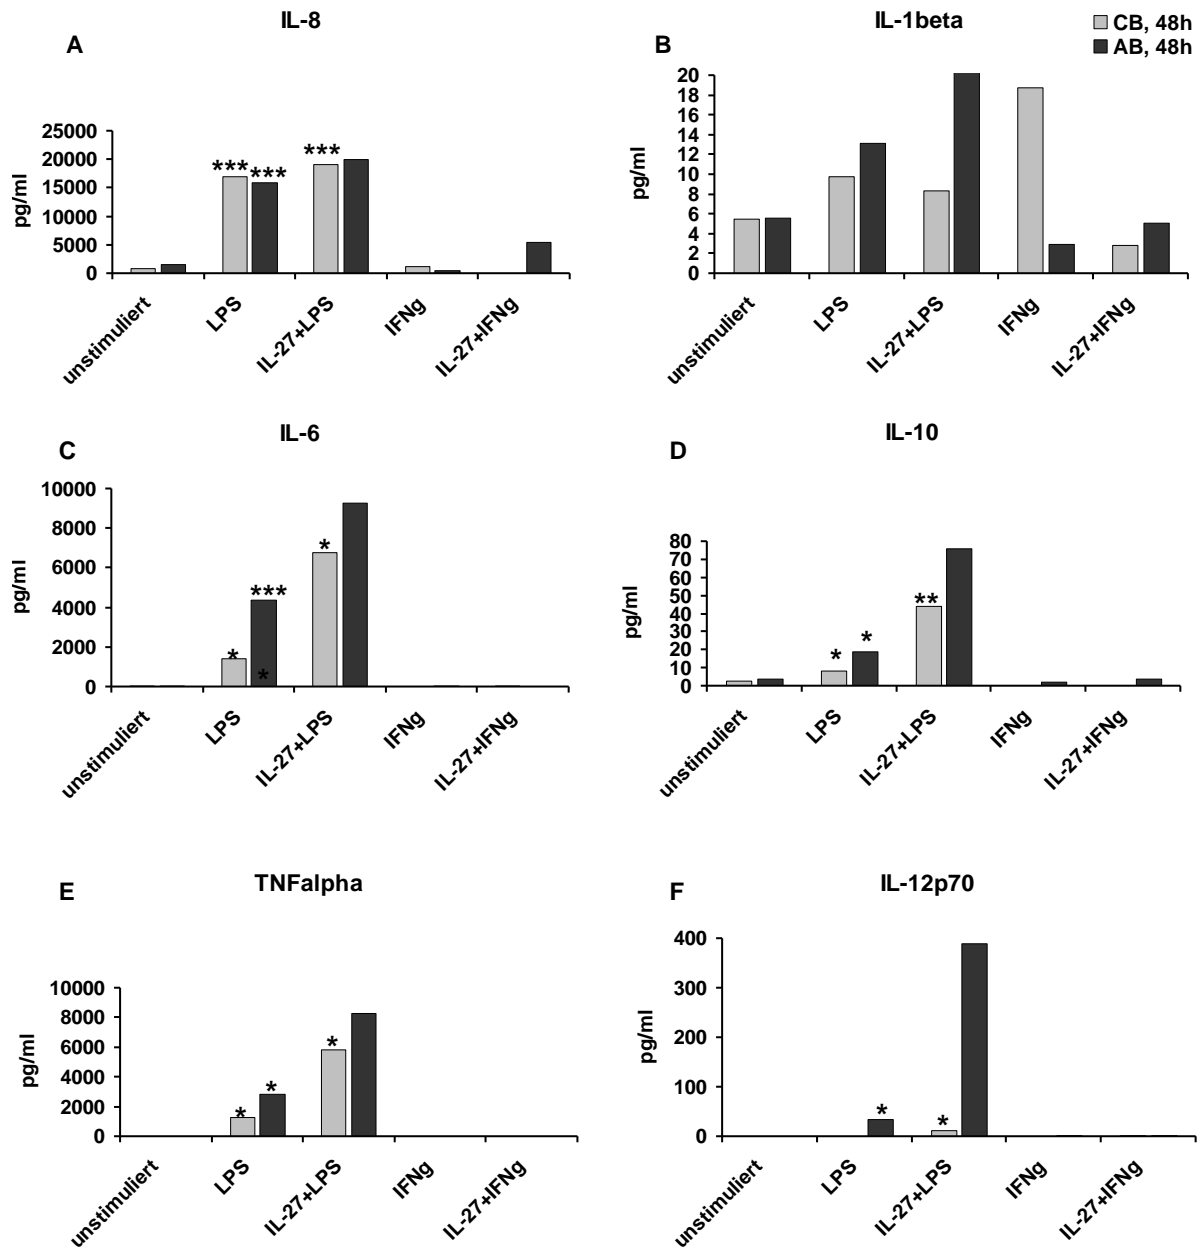 IL-8
A
pg/ml
25000
20000
15000
10000
5000
0
*** ***
***
unstimuliert
LPS
IL-27+LPS
IFNg
IL-27+IFNg
IL-1beta
B
CB, 48h
AB, 48h
pg/ml
20
18
16
14
12
10
8
6
4
2
0
unstimuliert
LPS
IL-27+LPS
IFNg
IL-27+IFNg
IL-6
C
pg/ml
10000
8000
6000
4000
2000
0
*
***
*
*
unstimuliert
LPS
IL-27+LPS
IFNg
IL-27+IFNg
IL-10
D
pg/ml
80
70
60
50
40
30
20
10
0
*
*
**
unstimuliert
LPS
IL-27+LPS
IFNg
IL-27+IFNg
TNFalpha
E
pg/ml
10000
8000
6000
4000
2000
0
*
*
*
unstimuliert
LPS
IL-27+LPS
IFNg
IL-27+IFNg
IL-12p70
F
pg/ml
400
300
200
100
0
*
*
unstimuliert
LPS
IL-27+LPS
IFNg
IL-27+IFNg